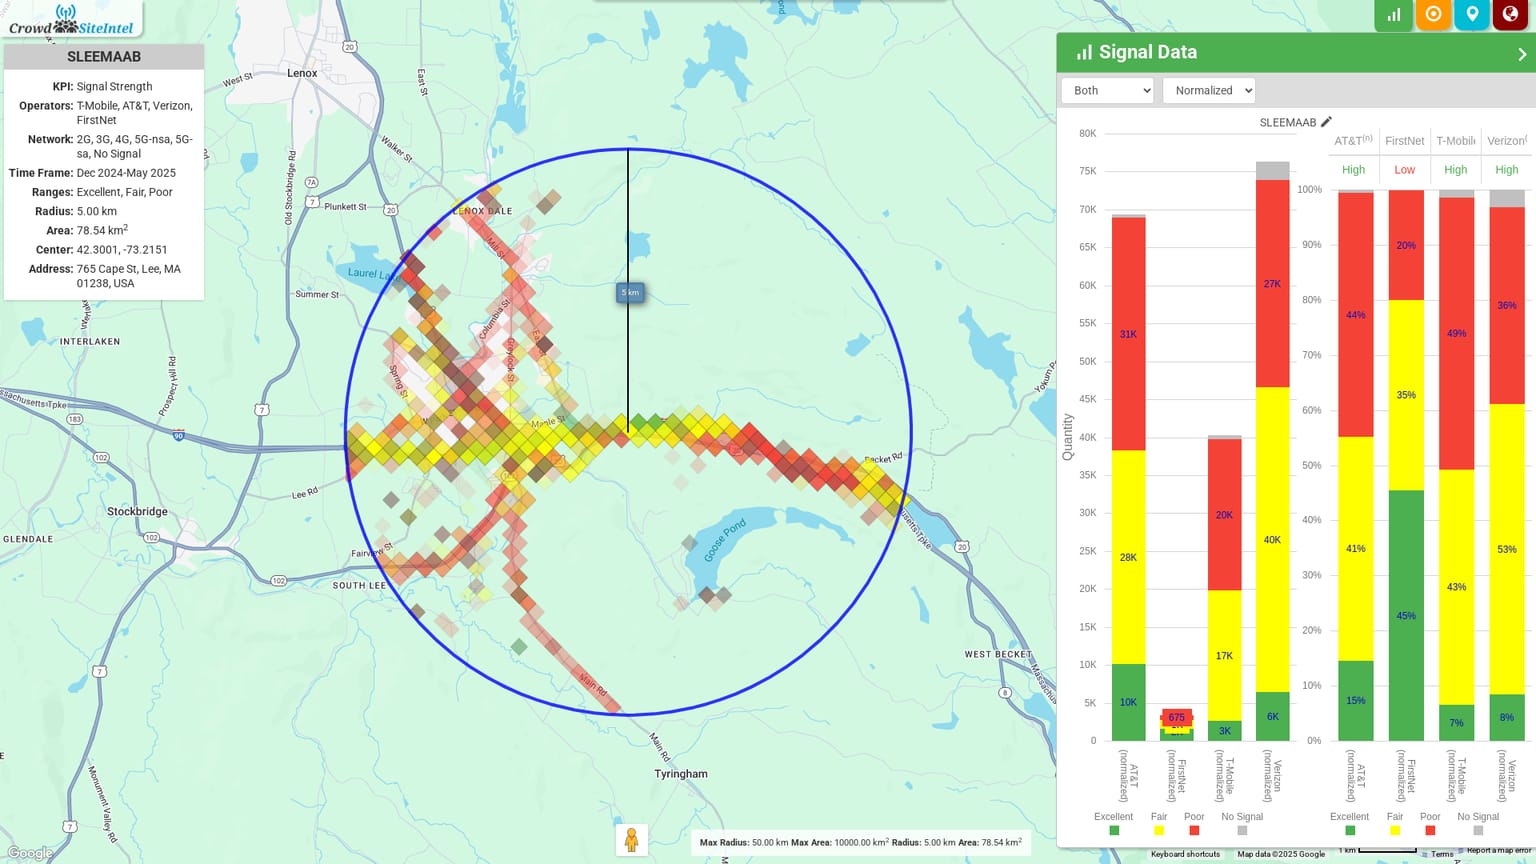 Crowd SiteIntel
SLEEMAAB
KPI: Signal Strength
Operators: T-Mobile, AT&T, Verizon,
FirstNet
Network: 2G, 3G, 4G, 5G-nsa, 5G-
sa, No Signal
Time Frame: Dec 2024-May 2025
Ranges: Excellent, Fair, Poor
Radius: 5.00 km
Area: 78.54 km2
Center: 42.3001, -73.2151
Address: 765 Cape St, Lee, MA
01238, USA
20
Lenox
West St
East St
Walker St
Old Stockbridge Rd
7A
7
Plunkett St
20
LENOX DALE
Mill St
Laurel Lake
Summer St
Columbia St
Greylock St
5 km
INTERLAKEN
Prospect Hill Rd
Spring St
Yokum Po
7
Maple St
ssachusetts Tpke
183
90
102
Becket Rd
Lee Rd
Stockbridge
usetts Tpke
GLENDALE
102
Goose Pond
20
Fairview St
102
SOUTH LEE
WEST BECKET
7
8
Main Rd
Massachus
Main Rd
Tyringham
Monument Valley Rd
7
Google
Max Radius: 50.00 km Max Area: 10000.00 km2 Radius: 5.00 km Area: 78.54 km2
Signal Data
Both
Normalized
SLEEMAAB
80K
75K
70K
65K
60K
55K
50K
45K
40K
35K
30K
25K
20K
15K
10K
5K
0
Quantity
31K
28K
10K
675
20K
17K
3K
27K
40K
6K
AT&T
(normalized)
FirstNet
(normalized)
T-Mobile
(normalized)
Verizon
(normalized)
Excellent
Fair
Poor
No Signal
AT&T(n)
FirstNet
T-Mobile
Verizon(
High
Low
High
High
100%
90%
80%
70%
60%
50%
40%
30%
20%
10%
0%
44%
41%
15%
20%
35%
45%
49%
43%
7%
36%
53%
8%
AT&T
(normalized)
FirstNet
(normalized)
T-Mobile
(normalized)
Verizon
(normalized)
Excellent
Fair
Poor
No Signal
Keyboard shortcuts
Map data ©2025 Google
1 km
Terms
Report a map error